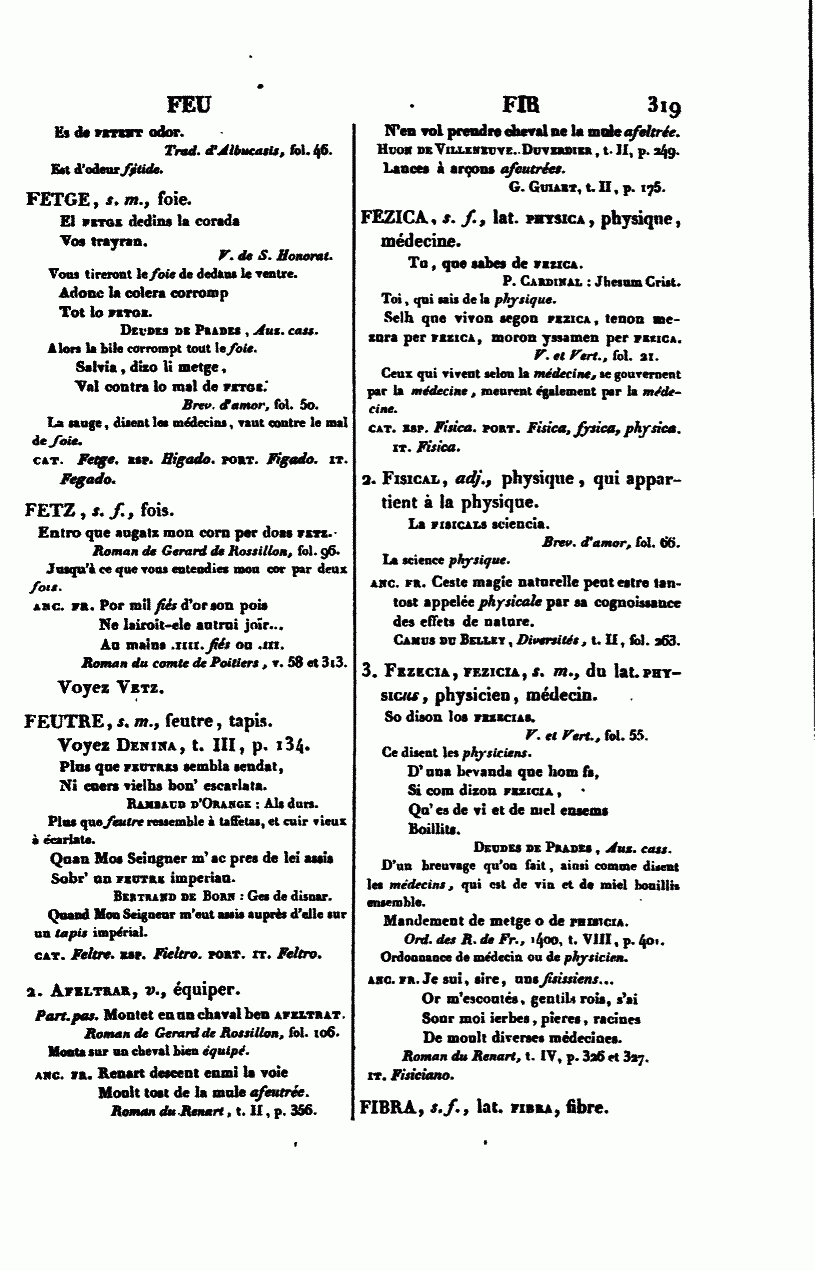 FEU
FIR 319
Es de FETENT odor.
Trad. d'Albucasis, fol. 46.
Est d'odeur fétide.
FETGE, s. m., foie.
El FETGE dedins la corada
Vos trayran.
V. de S. Honorat.
Vous tireront le foie de dedans le ventre.
Adonc la colera corromp
Tot lo FETGE.
DEUDES DE PRADES, Aus. cass.
Alors la bile corrompt tout le foie.
Salvia, dizo li metge,
Val contra lo mal de FETGE.
Brev. d'amor, fol. 50.
La sauge, disent les médecins, vaut contre le mal
de foie.
CAT. Fetge. ESP. Higado. PORT. Figado. IT.
Fegado.
FETZ, s. f., fois.
Entro que augatz mon corn per doas FETZ.
Roman de Gerard de Rossillon, fol. 96.
Jusqu'à ce que vous entendies mon cor par deux
fois.
ANC. FR. Por mil fiés d'or son pois
Ne lairoit-ele autrui joïr...
Au mains .IIII. fiés ou .III.
Roman du comte de Poitiers, v. 58 et 313.
Voyez VETZ.
FEUTRE, s. m., feutre, tapis.
Voyez DENINA, t. III, p. 134.
Plus que FEUTRES sembla sendat,
Ni cuers vielhs bon' escarlata.
RAMBAUD D'ORANGE : Als durs.
Plus que feutre ressemble à taffetas, et cuir vieux
à écarlate.
Quan Mos Seingner m'ac pres de lei assis
Sobr' un FEUTRE imperiau.
BERTRAND DE BORN : Ges de disnar.
Quand Mon Seigneur m'eut assis auprès d'elle sur
un tapis impérial.
CAT. Feltre. ESP. Fieltro. PORT. IT. Feltro.
2. AFELTRAR, v., équiper.
Part. pas. Montet en un chaval ben AFELTRAT.
Roman de Gerard de Rossillon, fol. 106.
Monta sur un cheval bien équipé.
ANC. FR. Renart descent enmi la voie
Moult tost de la mule afeutrée.
Roman du Renart, t. II, p. 356.
N'en vol prendre cheval ne la mule afeltrée.
HUON DE VILLENEUVE. DUVERDIER, t. II, p. 249.
Lances à arçons afeutrées.
G. GUIART, t. II, p. 175.
FEZICA, s. f., lat. PHYSICA, physique,
médecine.
Tu, que sabes de FEZICA.
P. CARDINAL : Jhesum Crist.
Toi, qui sais de la physique.
Selh que vivon segon FEZICA, tenon me-
zura per FEZICA, moron yssamen per FEZICA.
V. et Vert., fol. 21.
Ceux qui vivent selon la médecine, se gouvernent
par la médecine, meurent également par la méde-
cine.
CAT. ESP. Fisica. PORT. Fisica, fysica, physica.
IT. Fisica.
2. FISICAL, adj., physique, qui appar-
tient à la physique.
La FISICALS sciencia.
Brev. d'amor, fol. 66.
La science physique.
ANC. FR. Ceste magie naturelle peut estre tan-
tost appelée physicale par sa cognoissance
des effets de nature.
CAMUS DU BELLEY, Diversités, t. II, fol. 263.
3. FEZECIA, FEZICIA, s. m., du lat. PHY-
SICUS, physicien, médecin.
So dison los FEZECIAS.
V. et Vert., fol. 55.
Ce disent les physiciens.
D'una bevanda que hom fa,
Si com dizon FEZICIA,
Qu'es de vi et de mel ensems
Boillits.
DEUDES DE PRADES, Aus. cass.
D'un breuvage qu'on fait, ainsi comme disent
les médecins, qui est de vin et de miel bouillis
ensemble.
Mandement de metge o de PHISICIA.
Ord. des R. de Fr., 1400, t. VIII, p. 401.
Ordonnance de médecin ou de physicien.
ANC. FR. Je sui, sire, uns fisissiens...
Or m'escoutés, gentils rois, s'ai
Sour moi ierbes, pieres, racines
De moult diverses médecines.
Roman du Renart, t. IV, p. 326 et 327.
IT. Fisiciano.
FIBRA, s. f., lat. FIBRA, fibre.